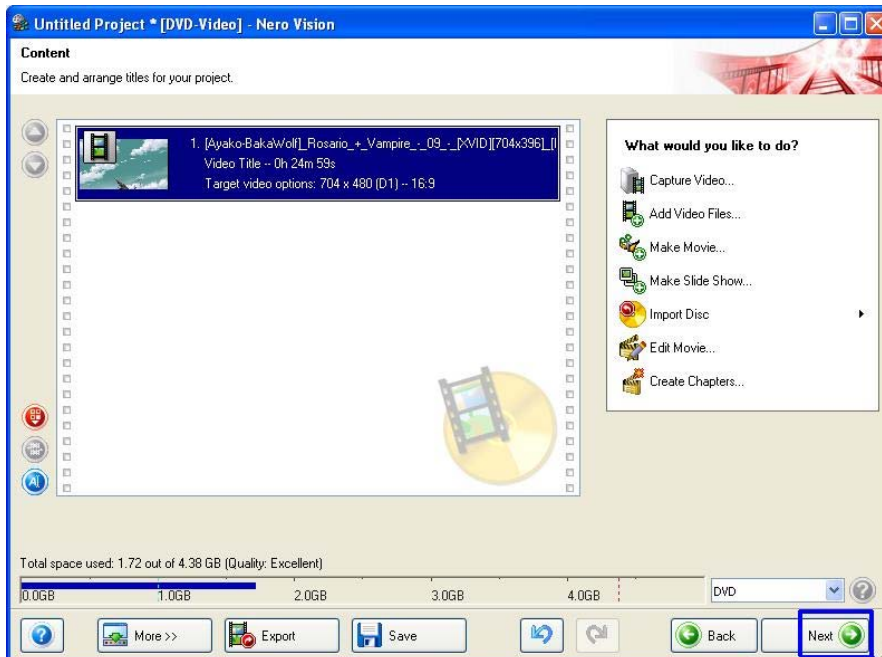 Untitled Project * [DVD-Video] - Nero Vision
Content
Create and arrange titles for your project.
1. [Ayako-BakaWolf]_Rosario_+_Vampire_-_09_-_[XVID][704x396]_[
Video Title -- 0h 24m 59s
Target video options: 704 x 480 (D1) -- 16:9
What would you like to do?
Capture Video...
Add Video Files...
Make Movie...
Make Slide Show...
Import Disc
Edit Movie...
Create Chapters...
Total space used: 1.72 out of 4.38 GB (Quality: Excellent)
0.0GB 1.0GB 2.0GB 3.0GB 4.0GB
DVD
More >>
Export
Save
Back
Next